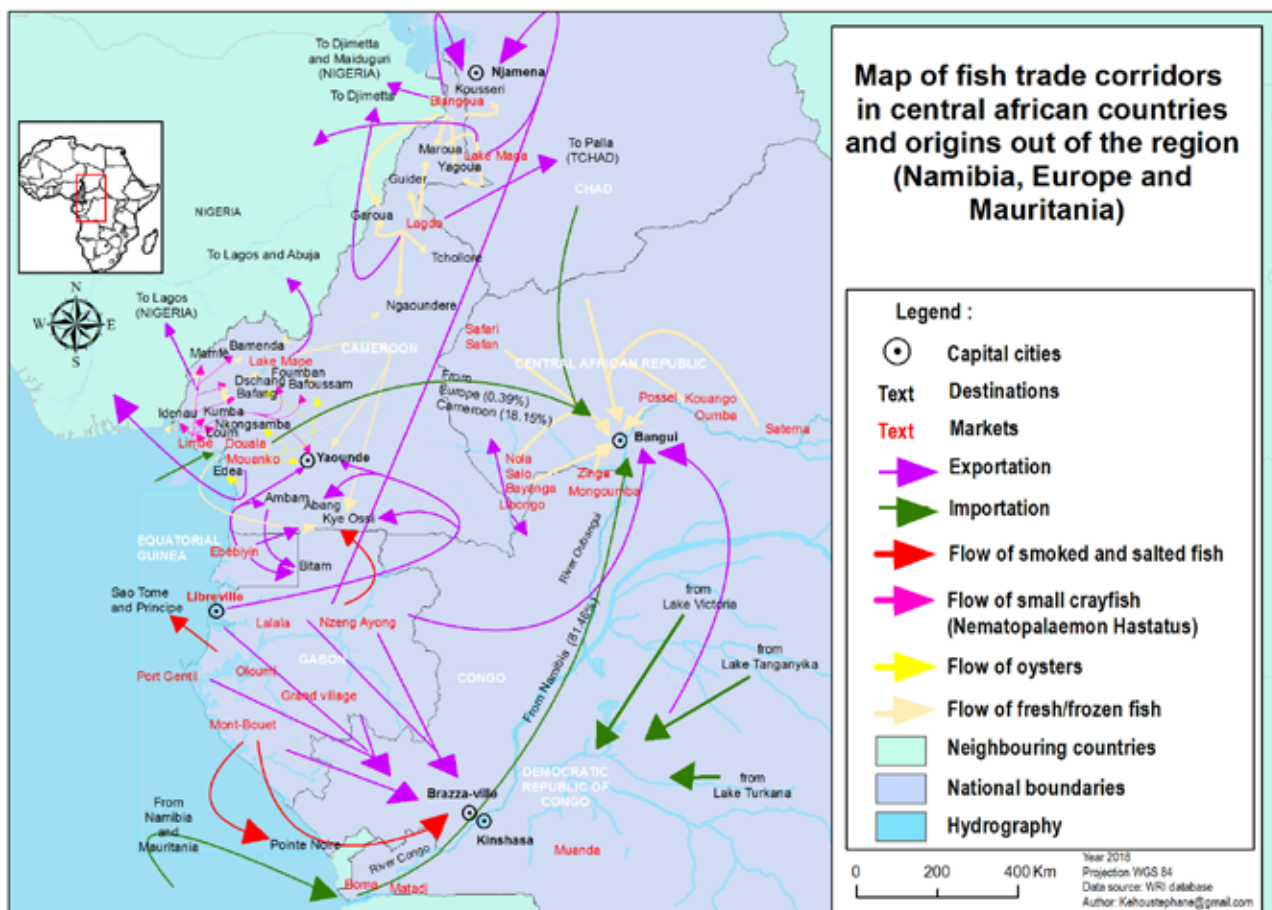 Map of fish trade corridors
in central african countries
and origins out of the region
(Namibia, Europe and
Mauritania)
Legend :
Capital cities
Text
Destinations
Text
Markets
Exportation
Importation
Flow of smoked and salted fish
Flow of small crayfish
(Nematopalaemon Hastatus)
Flow of oysters
Flow of fresh/frozen fish
Neighbouring countries
National boundaries
Hydrography
0 200 400 Km
Year 2018
Projection WGS 84
Data source: WRI database
Author: Kehoustephane@gmail.com
N
W E
S
To Djimetta
and Maiduguri
(NIGERIA)
To Djimetta
Njamena
Kousseri
Blangoua
Maroua
Lake Maga
Yagoua
Guider
To Palla
(TCHAD)
CHAD
NIGERIA
Garoua
Lagdo
Tchollore
To Lagos and Abuja
Ngaoundere
To Lagos
(NIGERIA)
Mamfe
Bamenda
Lake Mape
CAMEROON
Foumban
Dschang
Bafoussam
Bafang
Idenau
Kumba
Nkongsamba
Loum
Limbe
Douala
Mouanko
Yaounde
Edea
Safari
Safan
CENTRAL AFRICAN REPUBLIC
From
Europe (0.39%)
Cameroon (18.15%)
Possel
Kouango
Oumba
Satema
Bangui
Nola
Salo
Bayanga
Libongo
Zinga
Mongoumba
Ambam
Abang
Kye Ossi
EQUATORIAL
GUINEA
Ebebiyin
Bitam
River Oubangui
Sao Tome
and Principe
Libreville
Lalala
Nzeng Ayong
from
Lake Victoria
GABON
CONGO
from
Lake Tanganyika
Port Gentil
Oloumi
Grand village
Mont-Bouet
From Namibia (81.46%)
DEMOCRATIC
REPUBLIC OF
CONGO
from
Lake Turkana
Brazza-ville
Kinshasa
From
Namibia
and
Mauritania
Pointe Noire
River Congo
Muanda
Boma
Matadi